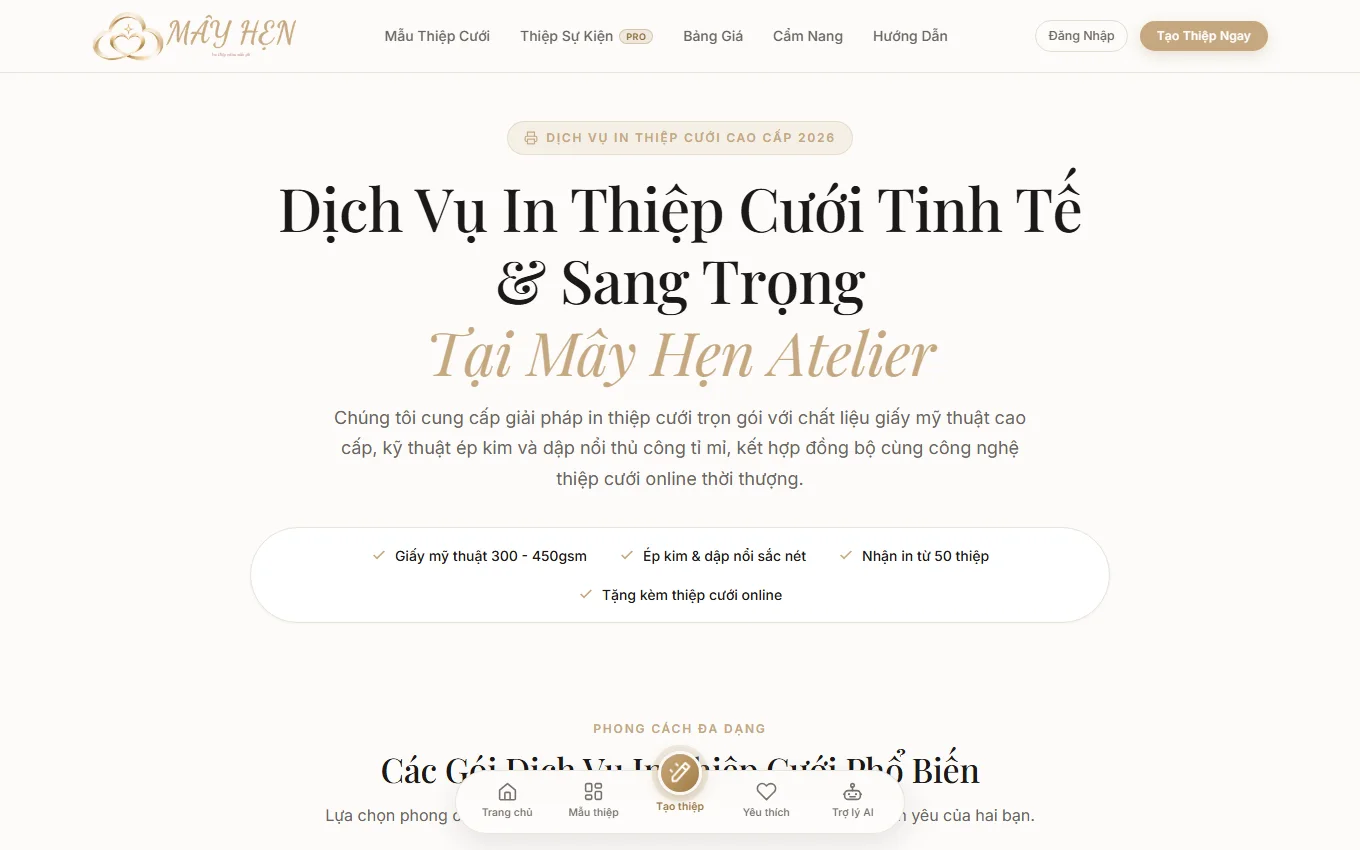 MÂY HẸN
Mẫu Thiệp Cưới
Thiệp Sự Kiện PRO
Bảng Giá
Cẩm Nang
Hướng Dẫn
Đăng Nhập
Tạo Thiệp Ngay
DỊCH VỤ IN THIỆP CƯỚI CAO CẤP 2026
Dịch Vụ In Thiệp Cưới Tinh Tế
& Sang Trọng
Tại Mây Hẹn Atelier
Chúng tôi cung cấp giải pháp in thiệp cưới trọn gói với chất liệu giấy mỹ thuật cao
cấp, kỹ thuật ép kim và dập nổi thủ công tỉ mỉ, kết hợp đồng bộ cùng công nghệ
thiệp cưới online thời thượng.
Giấy mỹ thuật 300 - 450gsm
Ép kim & dập nổi sắc nét
Nhận in từ 50 thiệp
Tặng kèm thiệp cưới online
PHONG CÁCH ĐA DẠNG
Các Gói Dịch Vụ In Thiệp Cưới Phổ Biến
Lựa chọn phong yêu của hai bạn.
Trang chủ
Mẫu thiệp
Tạo thiệp
Yêu thích
Trợ lý AI